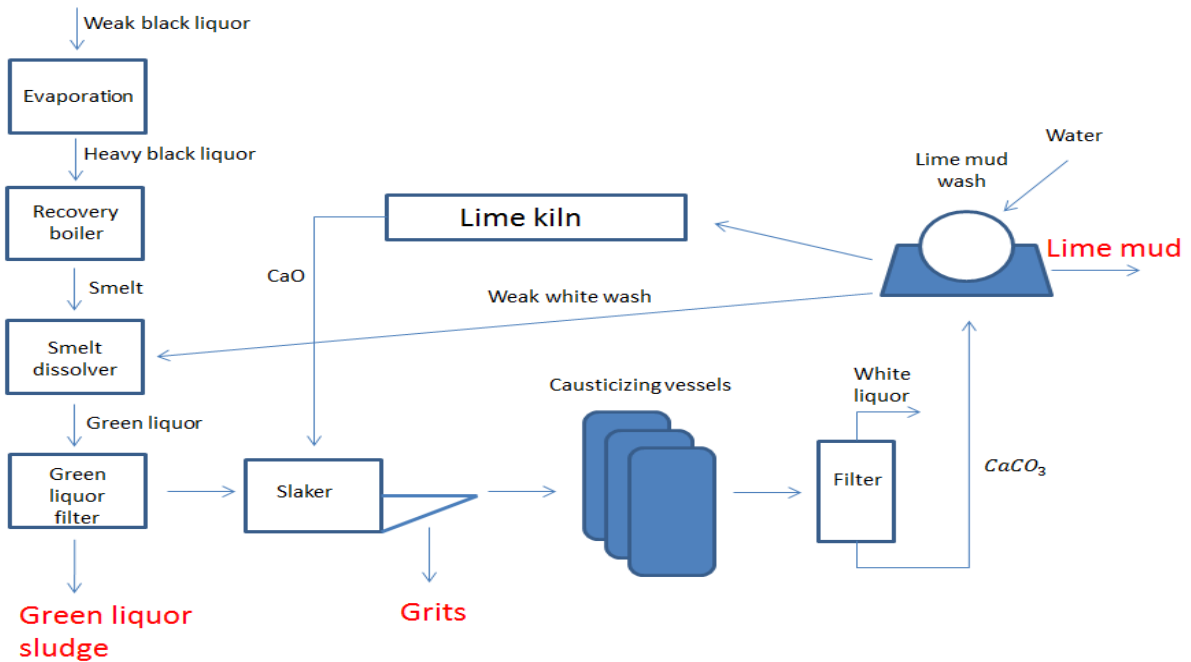 Weak black liquor
Evaporation
Heavy black liquor
Recovery
boiler
Smelt
Smelt
dissolver
Green liquor
Green
liquor
filter
Green liquor
sludge
Lime kiln
CaO
Weak white wash
Slaker
Grits
Causticizing vessels
White
liquor
Filter
CaCO₃
Lime mud
wash
Water
Lime mud